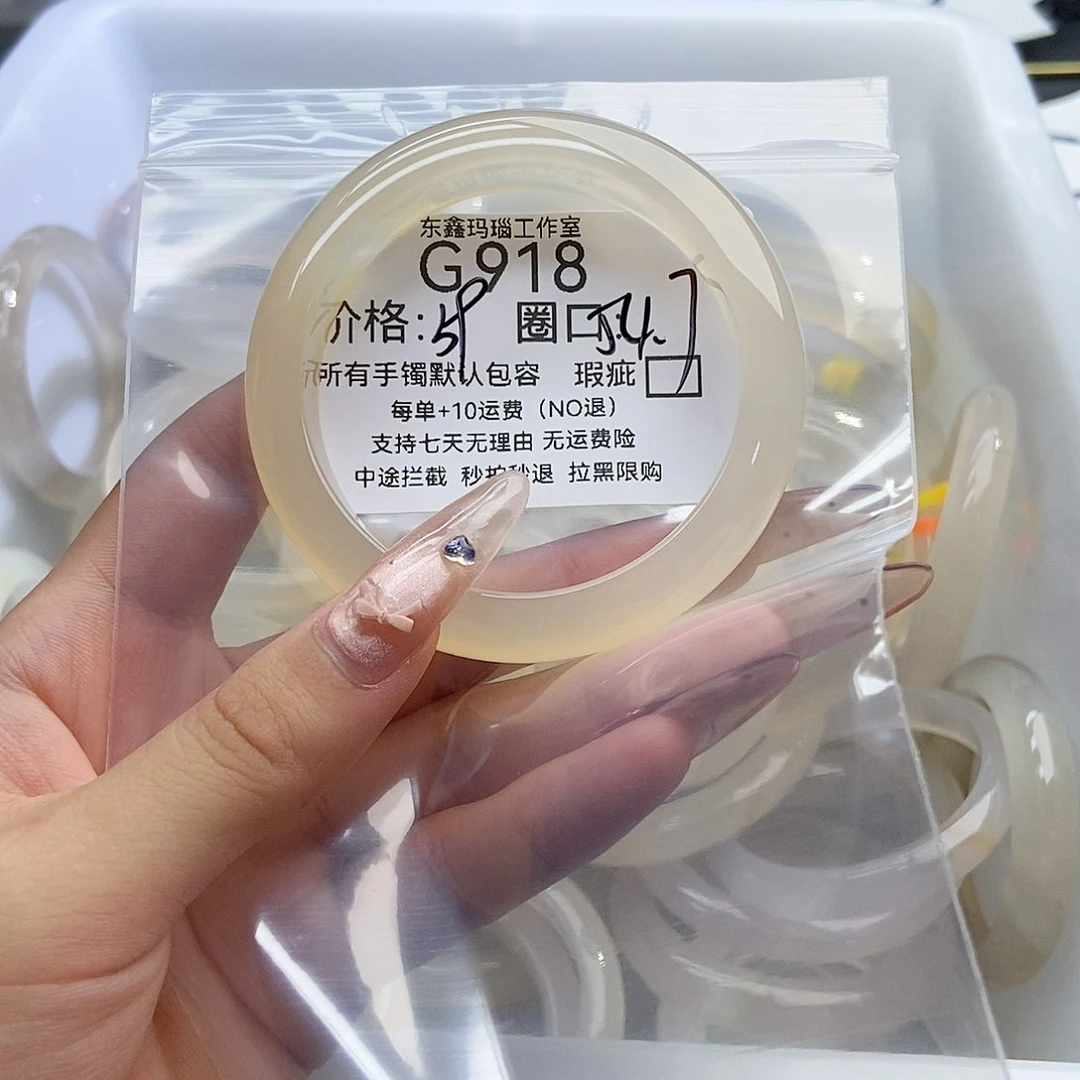 东鑫玛瑙工作室
G918
价格:59 圈口54.7
所有手镯默认包容 瑕疵
每单+10运费（NO退）
支持七天无理由 无运费险
中途拦截 秒拍秒退 拉黑限购